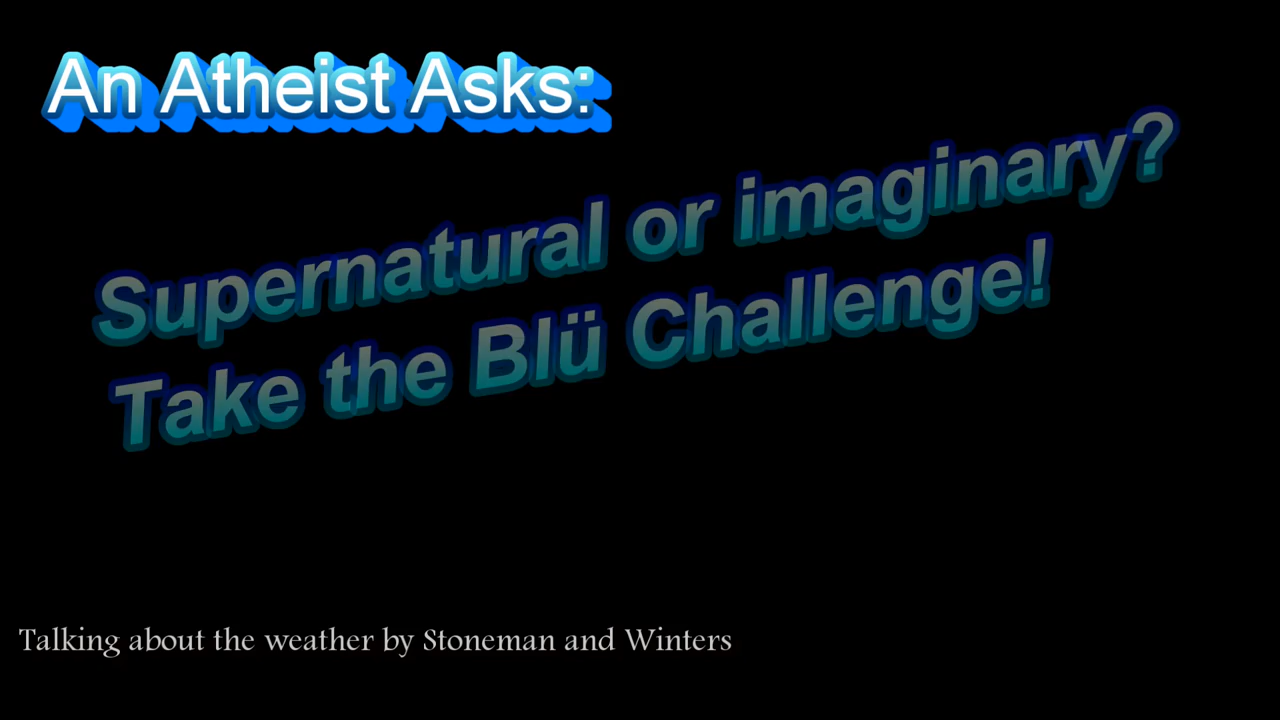 An Atheist Asks:
Supernatural or imaginary?
Take the Blü Challenge!
Talking about the weather by Stoneman and Winters